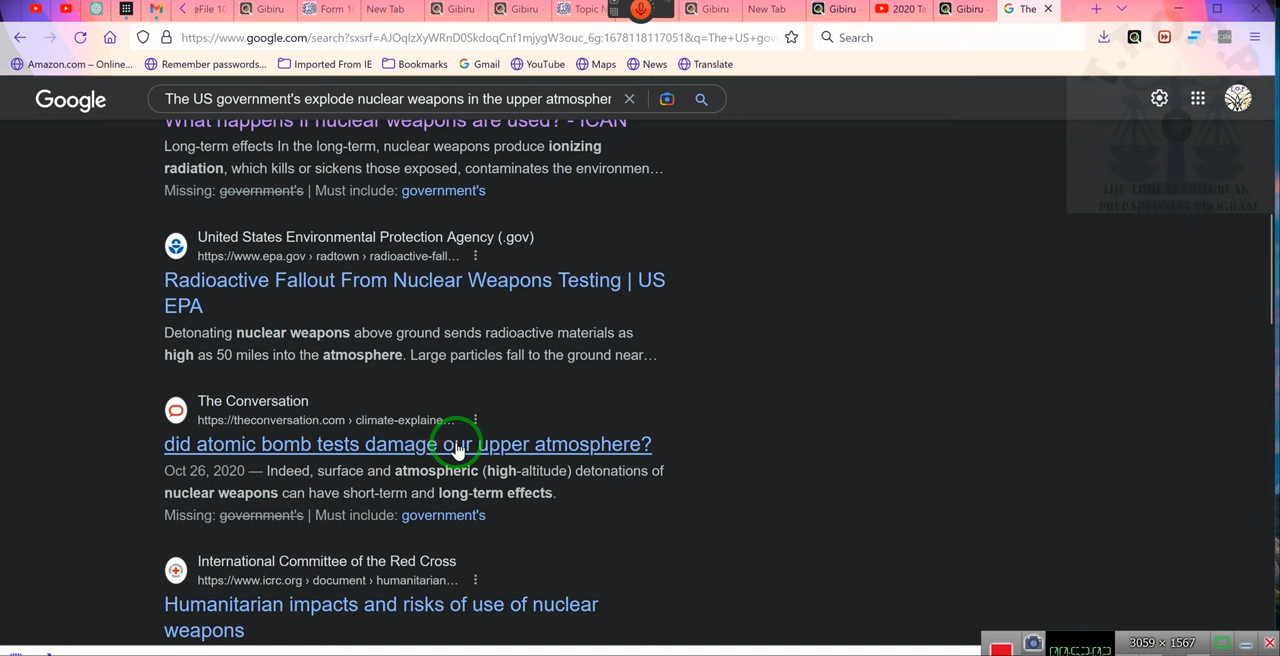 eFile 10
Gibiru
Form 1
New Tab
Gibiru
Gibiru
Topic N
Gibiru
New Tab
Gibiru
2020 Ta
Gibiru
The
https://www.google.com/search?sxsrf=AJOqlzXyWRnD0SkdoqCnf1mjygW3ouc_6g:1678118117051&q=The+US+gov
Search
Amazon.com – Online...
Remember passwords...
Imported From IE
Bookmarks
Gmail
YouTube
Maps
News
Translate
Google
The US government's explode nuclear weapons in the upper atmospher
T.T.O.P.P
THE THREAT OUTBREAK
PREPARATION PROGRAM
What happens if nuclear weapons are used? - ICAN
Long-term effects In the long-term, nuclear weapons produce ionizing
radiation, which kills or sickens those exposed, contaminates the environmen…
Missing: government's | Must include: government's
United States Environmental Protection Agency (.gov)
https://www.epa.gov › radtown › radioactive-fall…
Radioactive Fallout From Nuclear Weapons Testing | US
EPA
Detonating nuclear weapons above ground sends radioactive materials as
high as 50 miles into the atmosphere. Large particles fall to the ground near…
The Conversation
https://theconversation.com › climate-explaine…
did atomic bomb tests damage our upper atmosphere?
Oct 26, 2020 — Indeed, surface and atmospheric (high-altitude) detonations of
nuclear weapons can have short-term and long-term effects.
Missing: government's | Must include: government's
International Committee of the Red Cross
https://www.icrc.org › document › humanitarian…
Humanitarian impacts and risks of use of nuclear
weapons
3059 × 1567